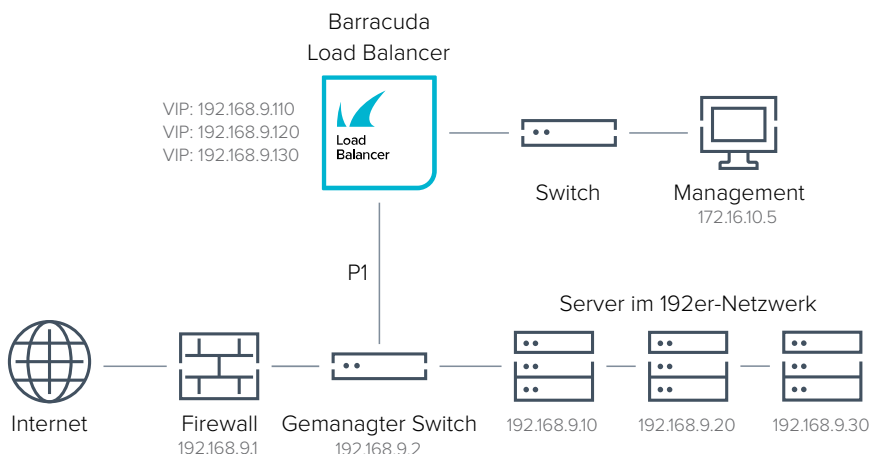 Barracuda
Load Balancer
VIP: 192.168.9.110
VIP: 192.168.9.120
VIP: 192.168.9.130
Load
Balancer
Switch
Management
172.16.10.5
P1
Server im 192er-Netzwerk
Internet
Firewall
192.168.9.1
Gemanagter Switch
192.168.9.2
192.168.9.10
192.168.9.20
192.168.9.30